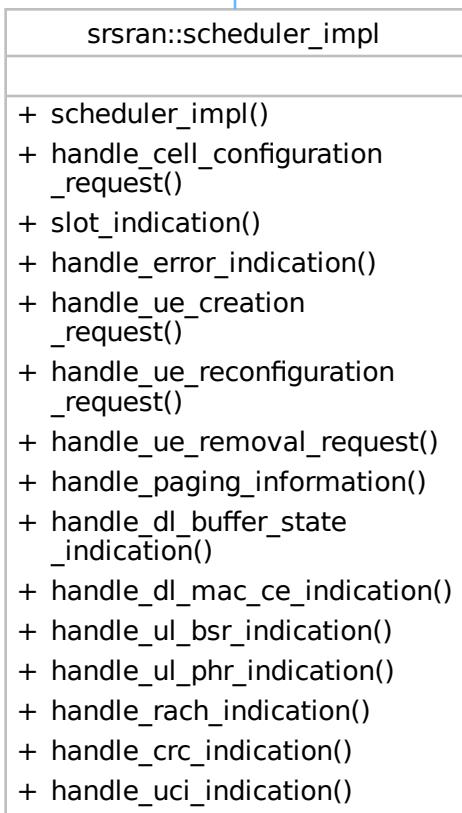 srsran::scheduler_impl
+ scheduler_impl()
+ handle_cell_configuration
_request()
+ slot_indication()
+ handle_error_indication()
+ handle_ue_creation
_request()
+ handle_ue_reconfiguration
_request()
+ handle_ue_removal_request()
+ handle_paging_information()
+ handle_dl_buffer_state
_indication()
+ handle_dl_mac_ce_indication()
+ handle_ul_bsr_indication()
+ handle_ul_phr_indication()
+ handle_rach_indication()
+ handle_crc_indication()
+ handle_uci_indication()